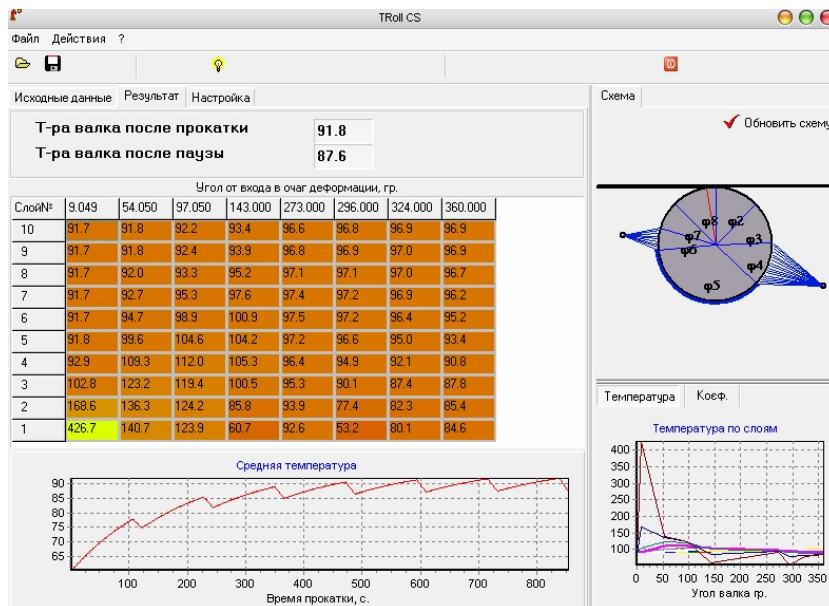 TRoll CS
Файл Действия ?
Исходные данные Результат Настройка
Т-ра валка после прокатки 91.8
Т-ра валка после паузы 87.6
Угол от входа в очаг деформации, гр.
Слой№ 9.049 54.050 97.050 143.000 273.000 296.000 324.000 360.000
10 91.7 91.8 92.2 93.4 96.6 96.8 96.9 96.9
9 91.7 91.8 92.4 93.9 96.8 96.9 97.0 96.9
8 91.7 92.0 93.3 95.2 97.1 97.1 97.0 96.7
7 91.7 92.7 95.3 97.6 97.4 97.2 96.9 96.2
6 91.7 94.7 98.9 100.9 97.5 97.2 96.4 95.2
5 91.8 99.6 104.6 104.2 97.2 96.6 95.0 93.4
4 92.9 109.3 112.0 105.3 96.4 94.9 92.1 90.8
3 102.8 123.2 119.4 100.5 95.3 90.1 87.4 87.8
2 168.6 136.3 124.2 85.8 93.9 77.4 82.3 85.4
1 426.7 140.7 123.9 60.7 92.6 53.2 80.1 84.6
Средняя температура
90
85
80
75
70
65
100 200 300 400 500 600 700 800
Время прокатки, с.
Схема
Обновить схему
φ8 φ2
φ7 φ3
φ6 φ4
φ5
Температура Коеф.
Температура по слоям
400
350
300
250
200
150
100
0 50 100 150 200 250 300 350
Угол валка гр.